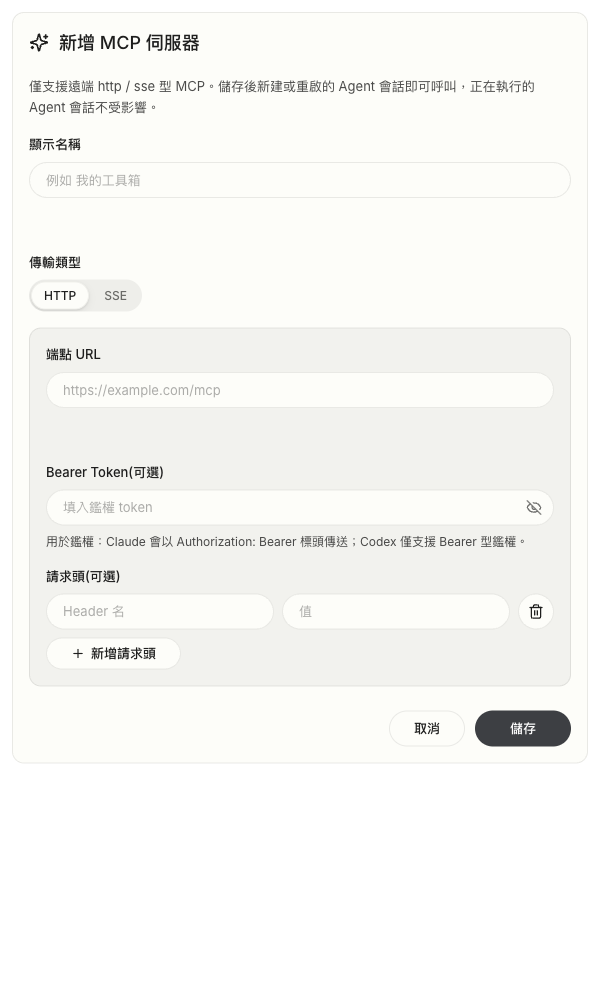 新增 MCP 伺服器
僅支援遠端 http / sse 型 MCP。儲存後新建或重啟的 Agent 會話即可呼叫，正在執行的
Agent 會話不受影響。
顯示名稱
例如 我的工具箱
傳輸類型
HTTP SSE
端點 URL
https://example.com/mcp
Bearer Token(可選)
填入鑑權 token
用於鑑權：Claude 會以 Authorization: Bearer 標頭傳送；Codex 僅支援 Bearer 型鑑權。
請求頭(可選)
Header 名 值
新增請求頭
取消 儲存